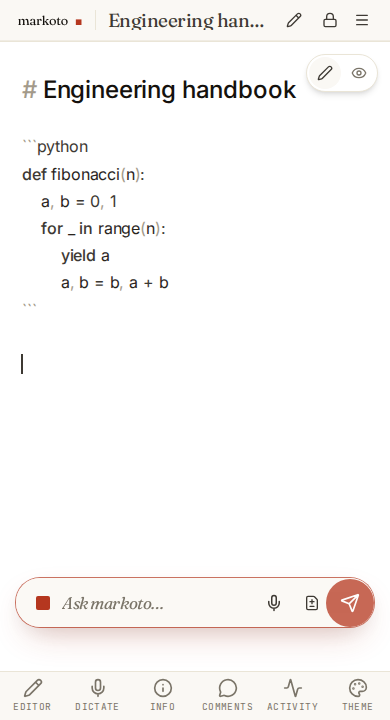 markoto
Engineering han...
# Engineering handbook
```python
def fibonacci(n):
    a, b = 0, 1
    for _ in range(n):
        yield a
        a, b = b, a + b
```
Ask markoto...
EDITOR DICTATE INFO COMMENTS ACTIVITY THEME